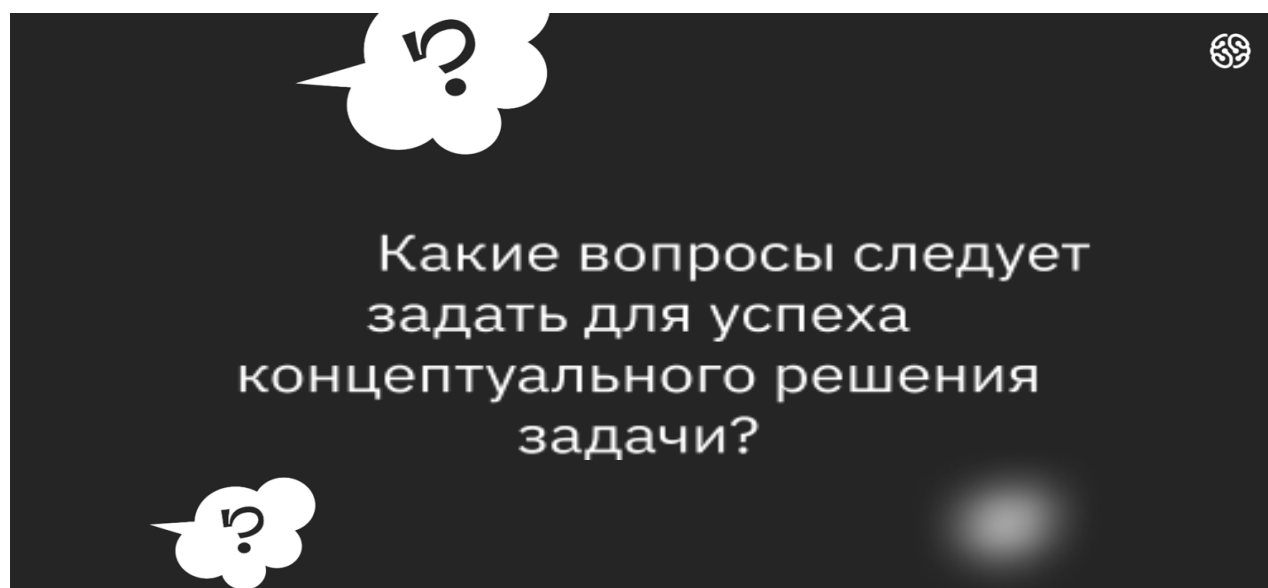 ?
Какие вопросы следует
задать для успеха
концептуального решения
задачи?
?